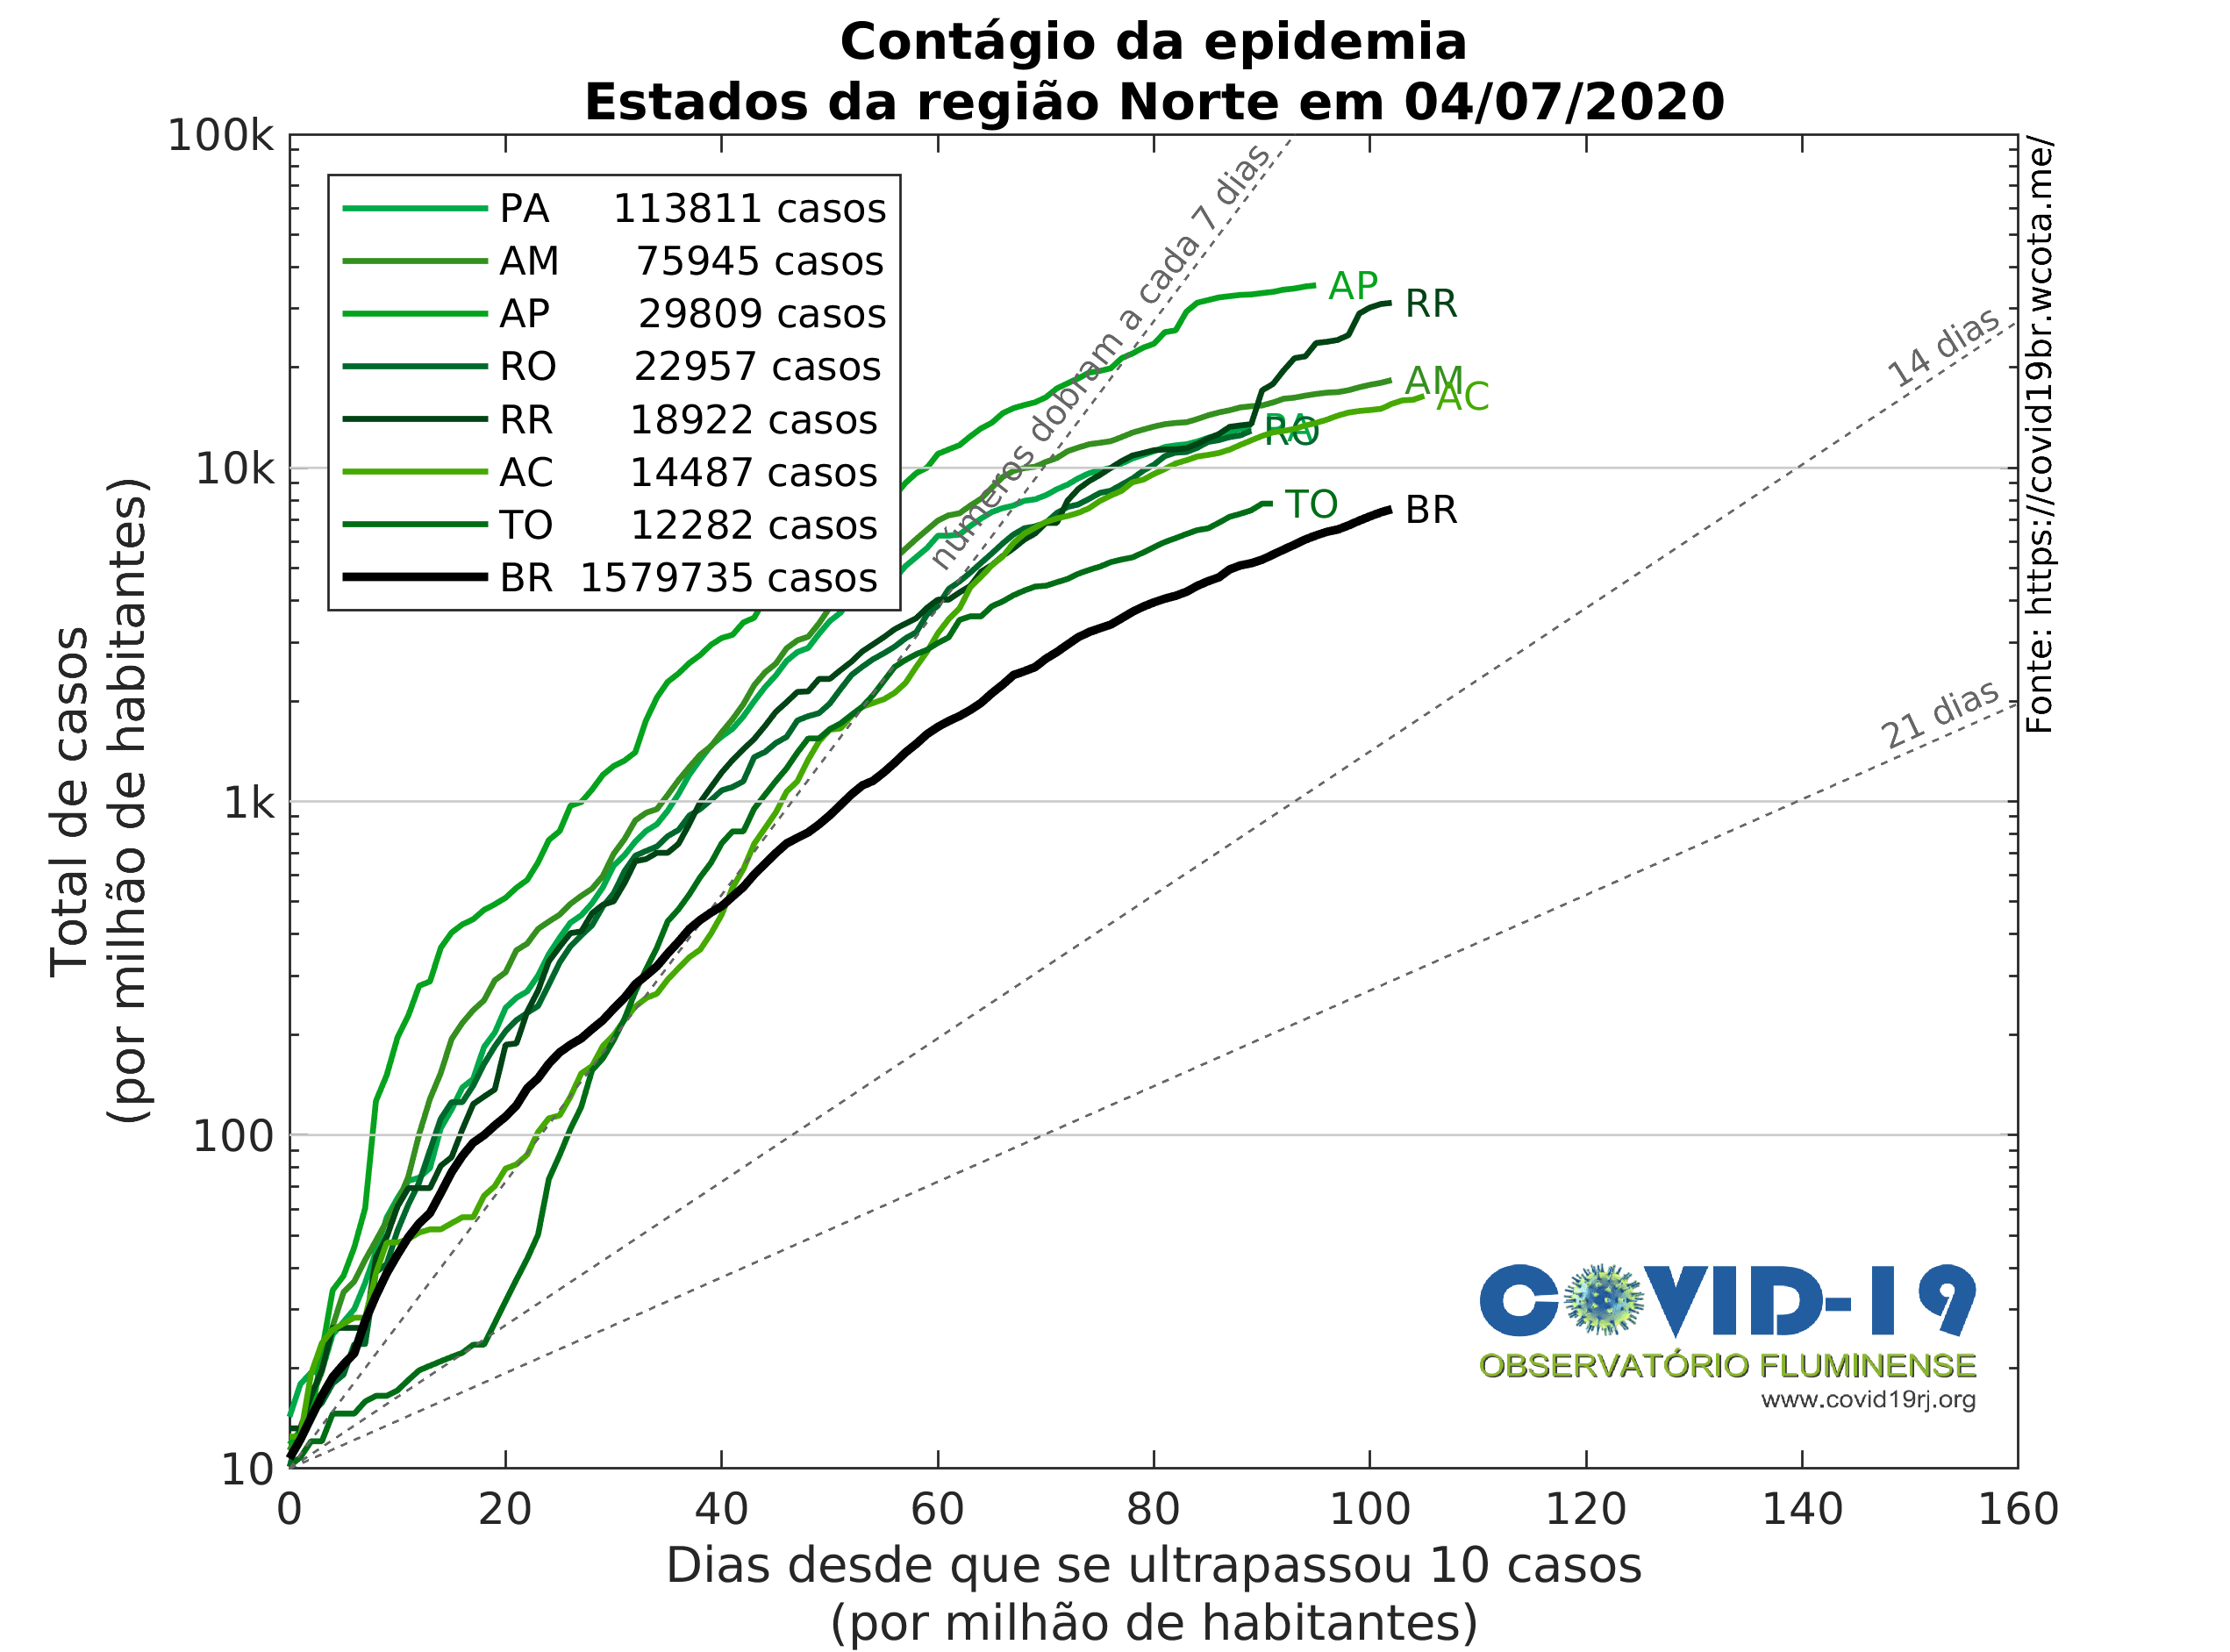 Contágio da epidemia
Estados da região Norte em 04/07/2020
100k
10k
1k
100
10
Total de casos
(por milhão de habitantes)
PA 113811 casos
AM 75945 casos
AP 29809 casos
RO 22957 casos
RR 18922 casos
AC 14487 casos
TO 12282 casos
BR 1579735 casos
números dobram a cada 7 dias
14 dias
21 dias
AP
RR
AM
AC
PA
RO
TO
BR
Fonte: https://covid19br.wcota.me/
COVID-19
OBSERVATÓRIO FLUMINENSE
www.covid19rj.org
0 20 40 60 80 100 120 140 160
Dias desde que se ultrapassou 10 casos
(por milhão de habitantes)